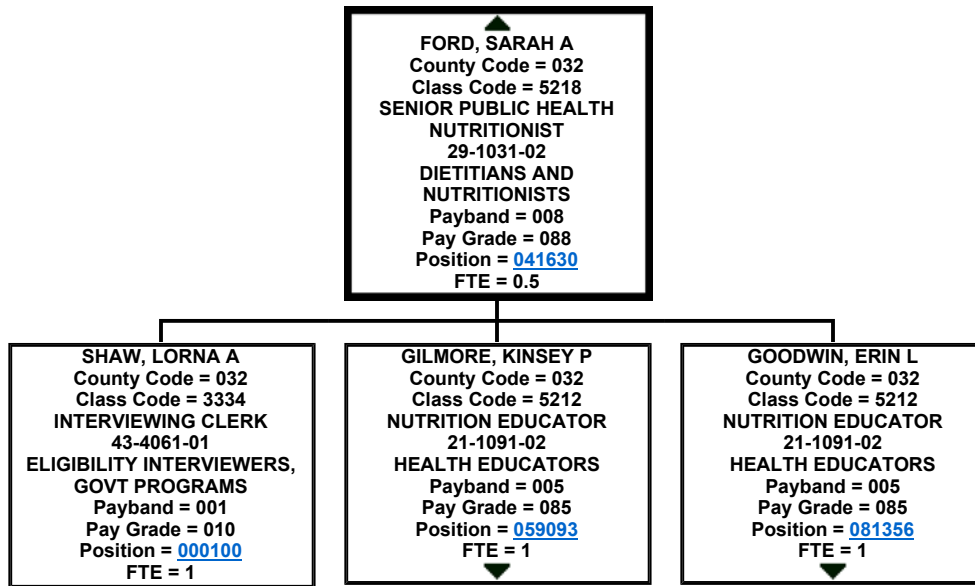 FORD, SARAH A
County Code = 032
Class Code = 5218
SENIOR PUBLIC HEALTH
NUTRITIONIST
29-1031-02
DIETITIANS AND
NUTRITIONISTS
Payband = 008
Pay Grade = 088
Position = 041630
FTE = 0.5
SHAW, LORNA A
County Code = 032
Class Code = 3334
INTERVIEWING CLERK
43-4061-01
ELIGIBILITY INTERVIEWERS,
GOVT PROGRAMS
Payband = 001
Pay Grade = 010
Position = 000100
FTE = 1
GILMORE, KINSEY P
County Code = 032
Class Code = 5212
NUTRITION EDUCATOR
21-1091-02
HEALTH EDUCATORS
Payband = 005
Pay Grade = 085
Position = 059093
FTE = 1
GOODWIN, ERIN L
County Code = 032
Class Code = 5212
NUTRITION EDUCATOR
21-1091-02
HEALTH EDUCATORS
Payband = 005
Pay Grade = 085
Position = 081356
FTE = 1